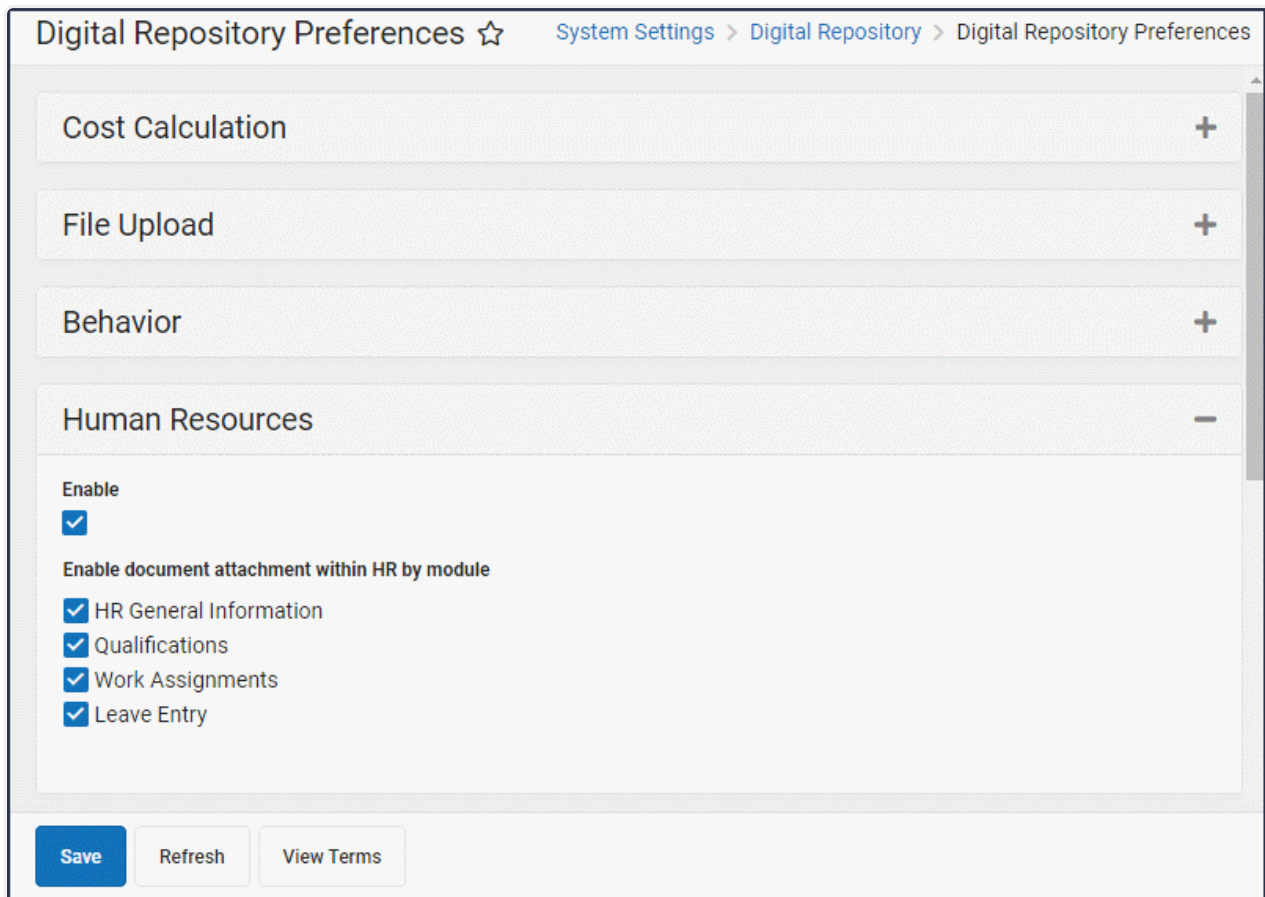 Digital Repository Preferences System Settings > Digital Repository > Digital Repository Preferences
Cost Calculation
File Upload
Behavior
Human Resources
Enable
Enable document attachment within HR by module
HR General Information
Qualifications
Work Assignments
Leave Entry
Save Refresh View Terms